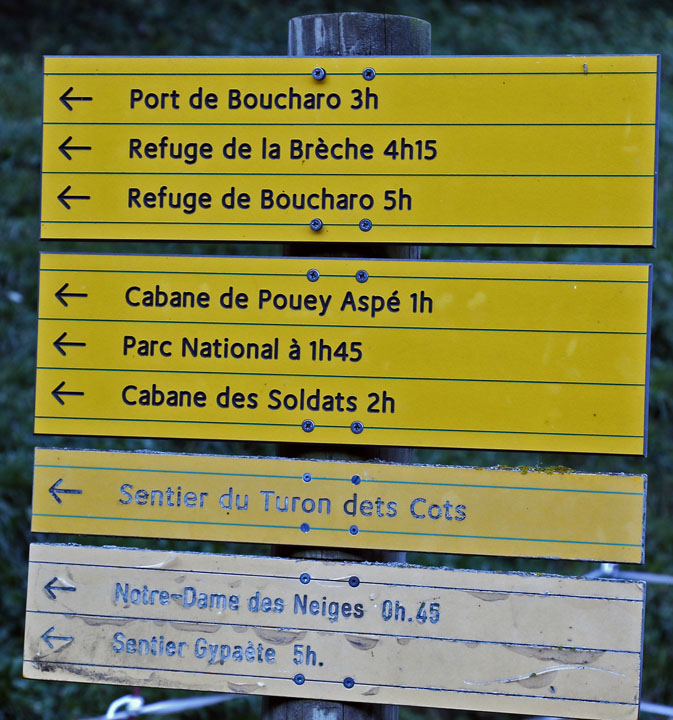 ← Port de Boucharo 3h
← Refuge de la Brèche 4h15
← Refuge de Boucharo 5h
← Cabane de Pouey Aspé 1h
← Parc National à 1h45
← Cabane des Soldats 2h
← Sentier du Turon dets Cots
← Notre-Dame des Neiges 0h.45
← Sentier Gypaète 5h.